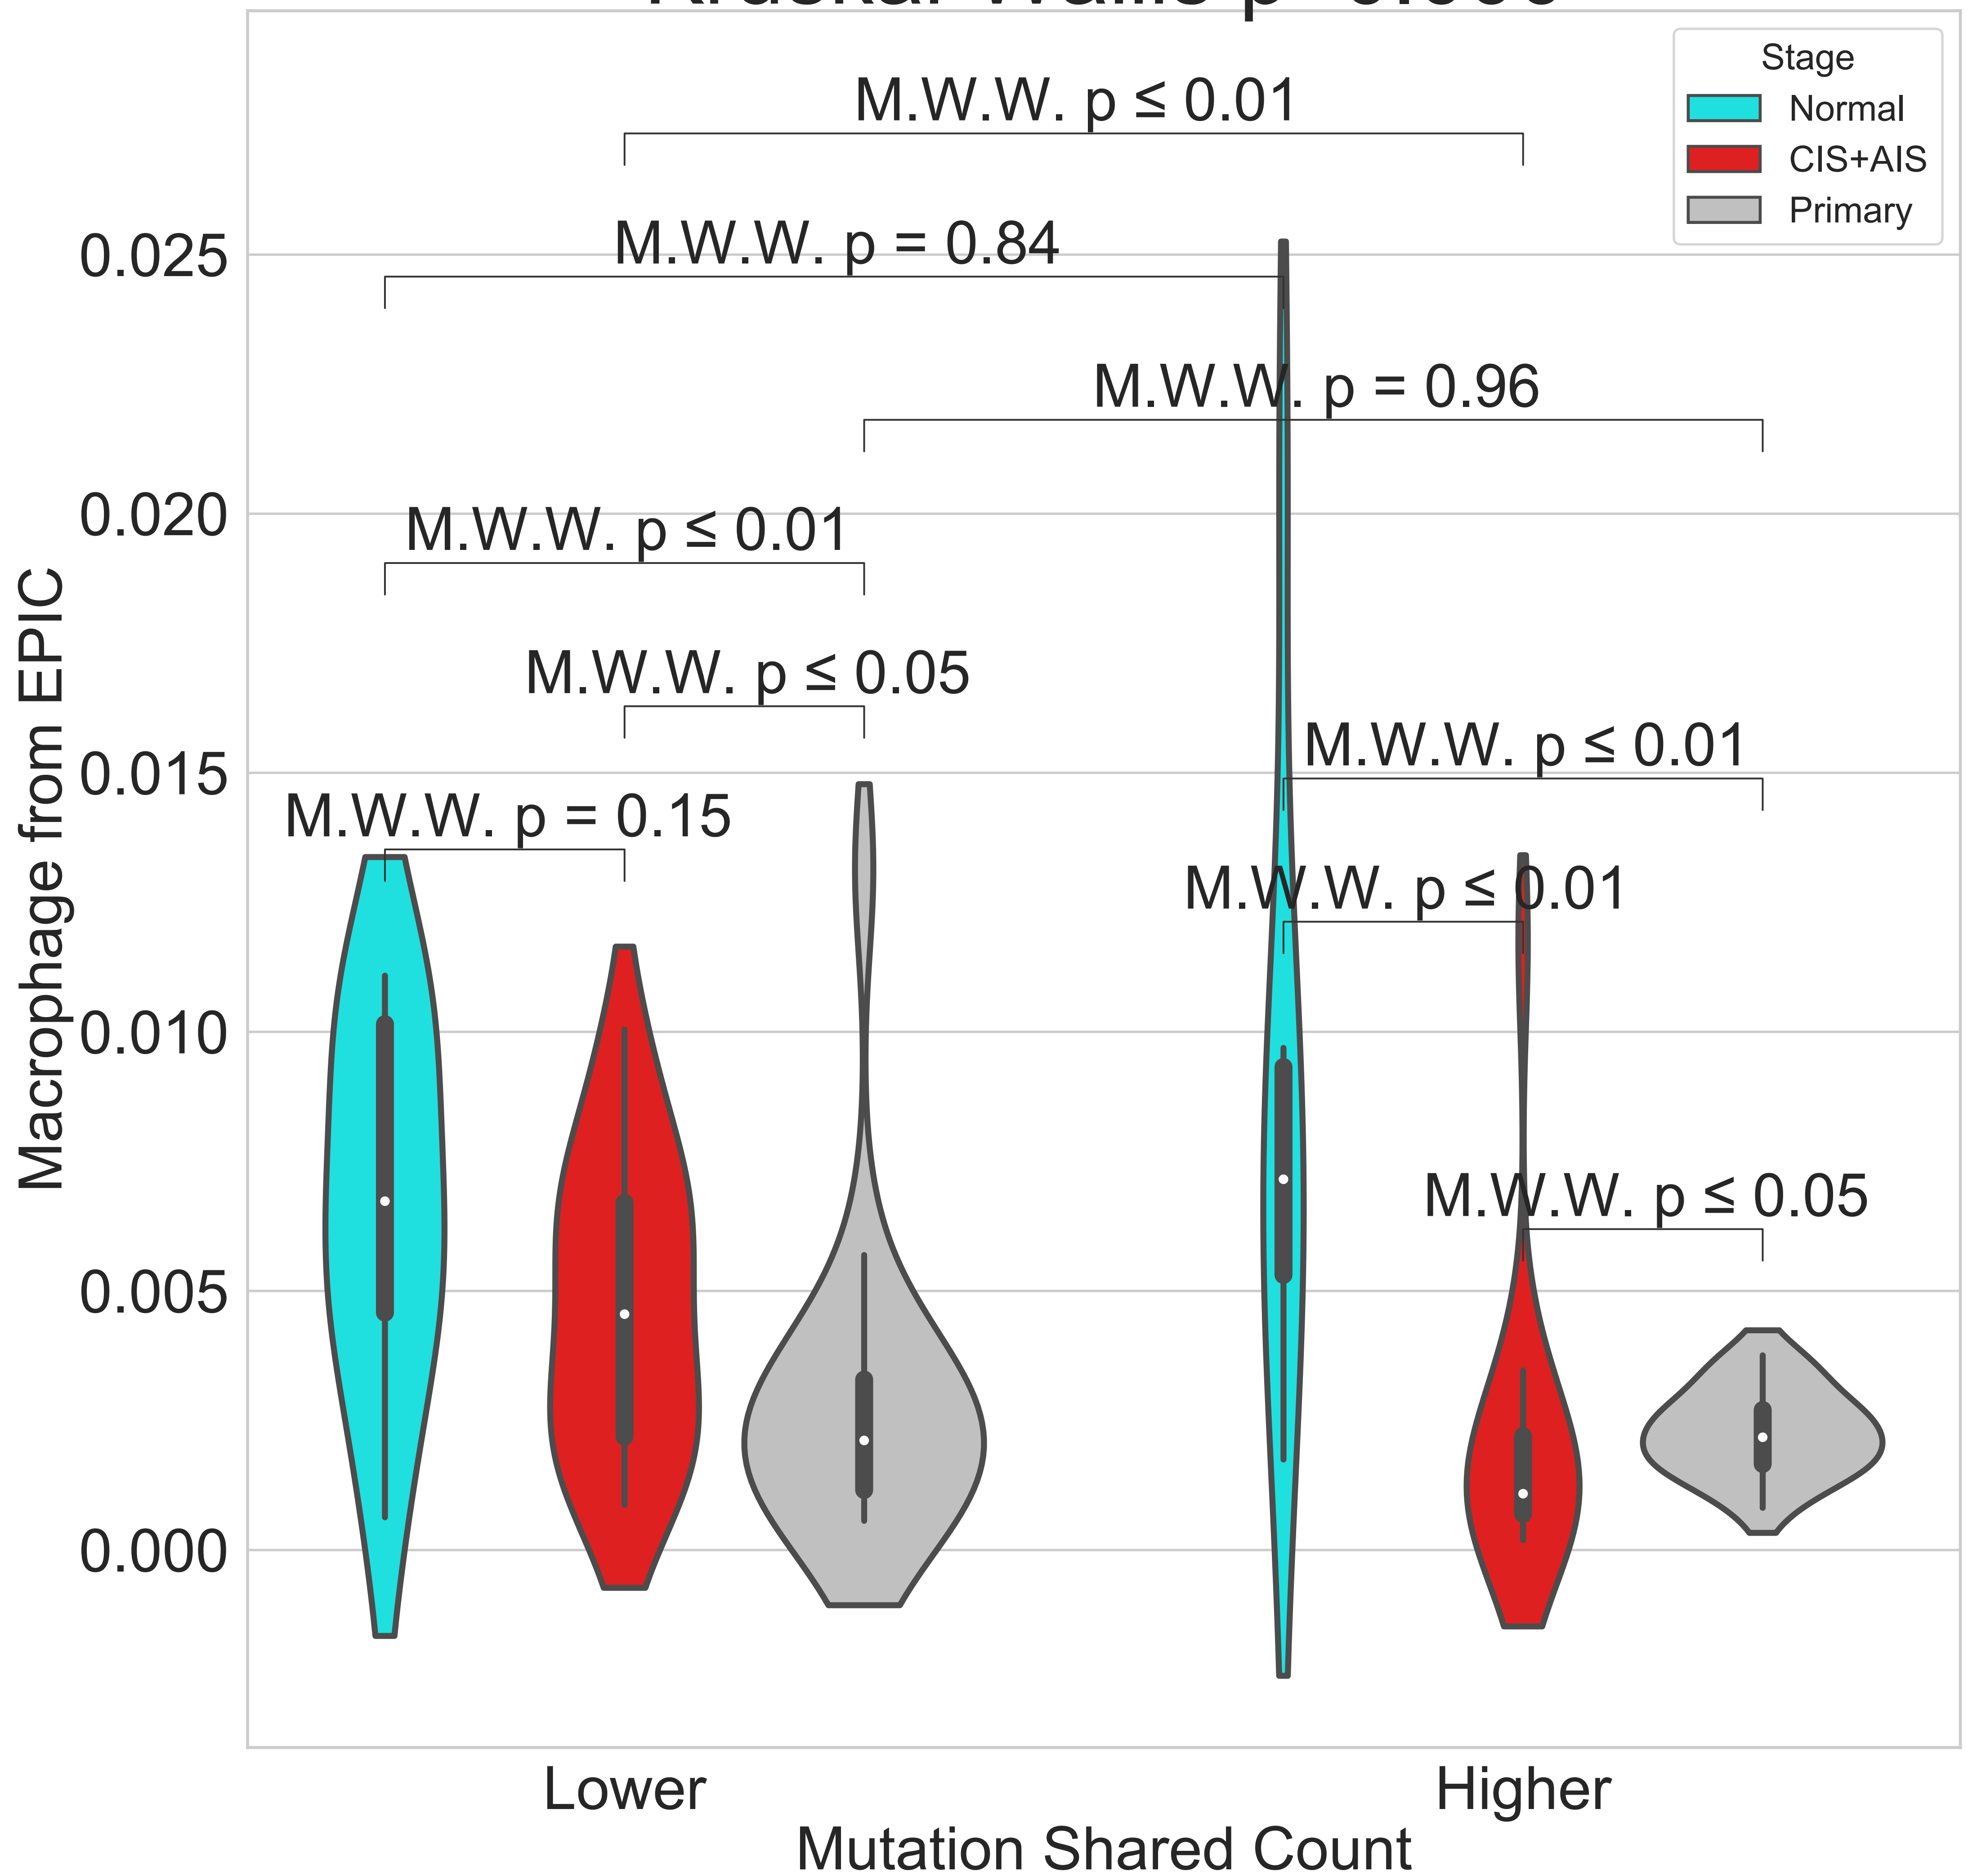 Stage
Normal
CIS+AIS
Primary
M.W.W. p ≤ 0.01
M.W.W. p = 0.84
M.W.W. p = 0.96
M.W.W. p ≤ 0.01
M.W.W. p ≤ 0.05
M.W.W. p = 0.15
M.W.W. p ≤ 0.01
M.W.W. p ≤ 0.01
M.W.W. p ≤ 0.05
0.025
0.020
0.015
0.010
0.005
0.000
Macrophage from EPIC
Lower
Higher
Mutation Shared Count